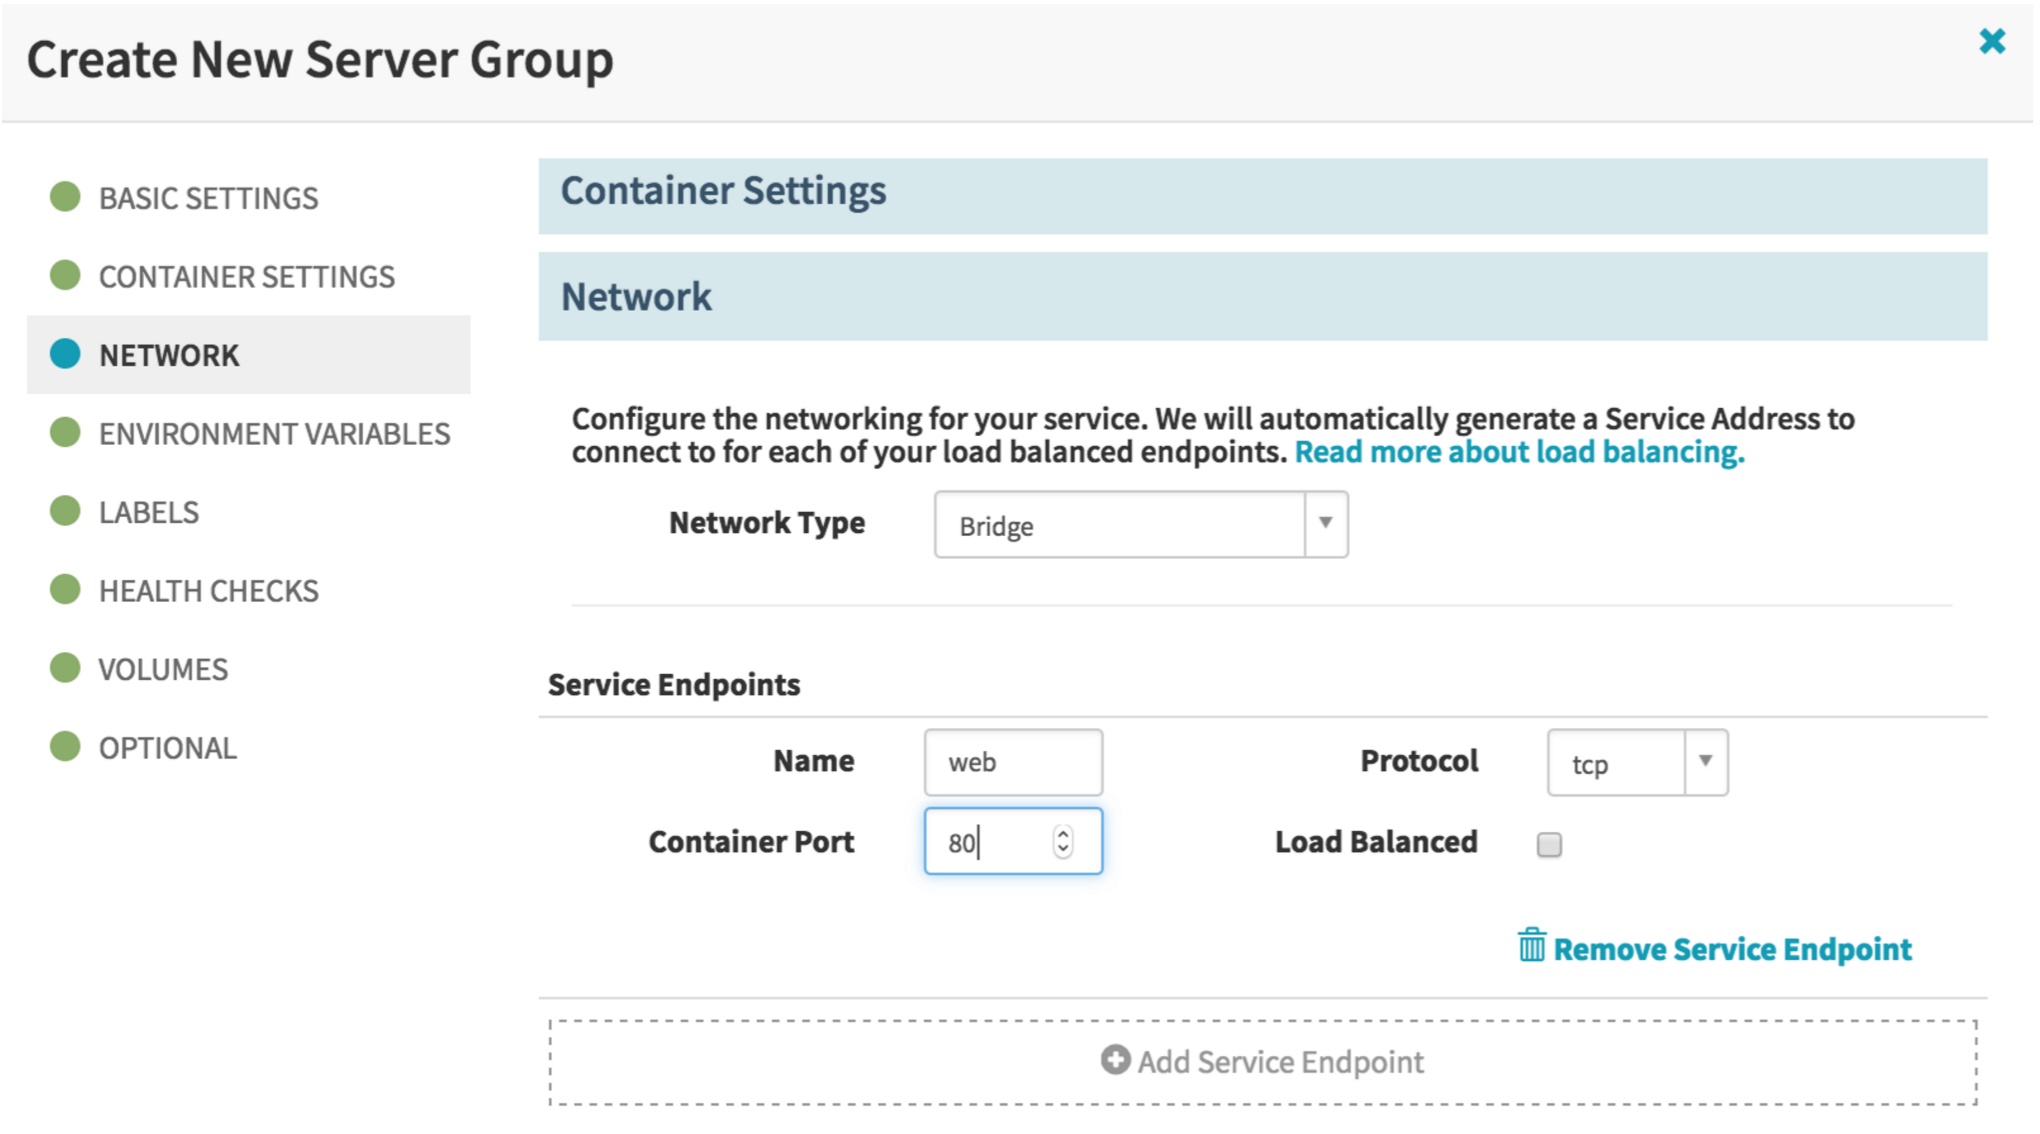 Create New Server Group
BASIC SETTINGS
CONTAINER SETTINGS
NETWORK
ENVIRONMENT VARIABLES
LABELS
HEALTH CHECKS
VOLUMES
OPTIONAL
Container Settings
Network
Configure the networking for your service. We will automatically generate a Service Address to
connect to for each of your load balanced endpoints. Read more about load balancing.
Network Type Bridge
Service Endpoints
Name web Protocol tcp
Container Port 80 Load Balanced
Remove Service Endpoint
Add Service Endpoint